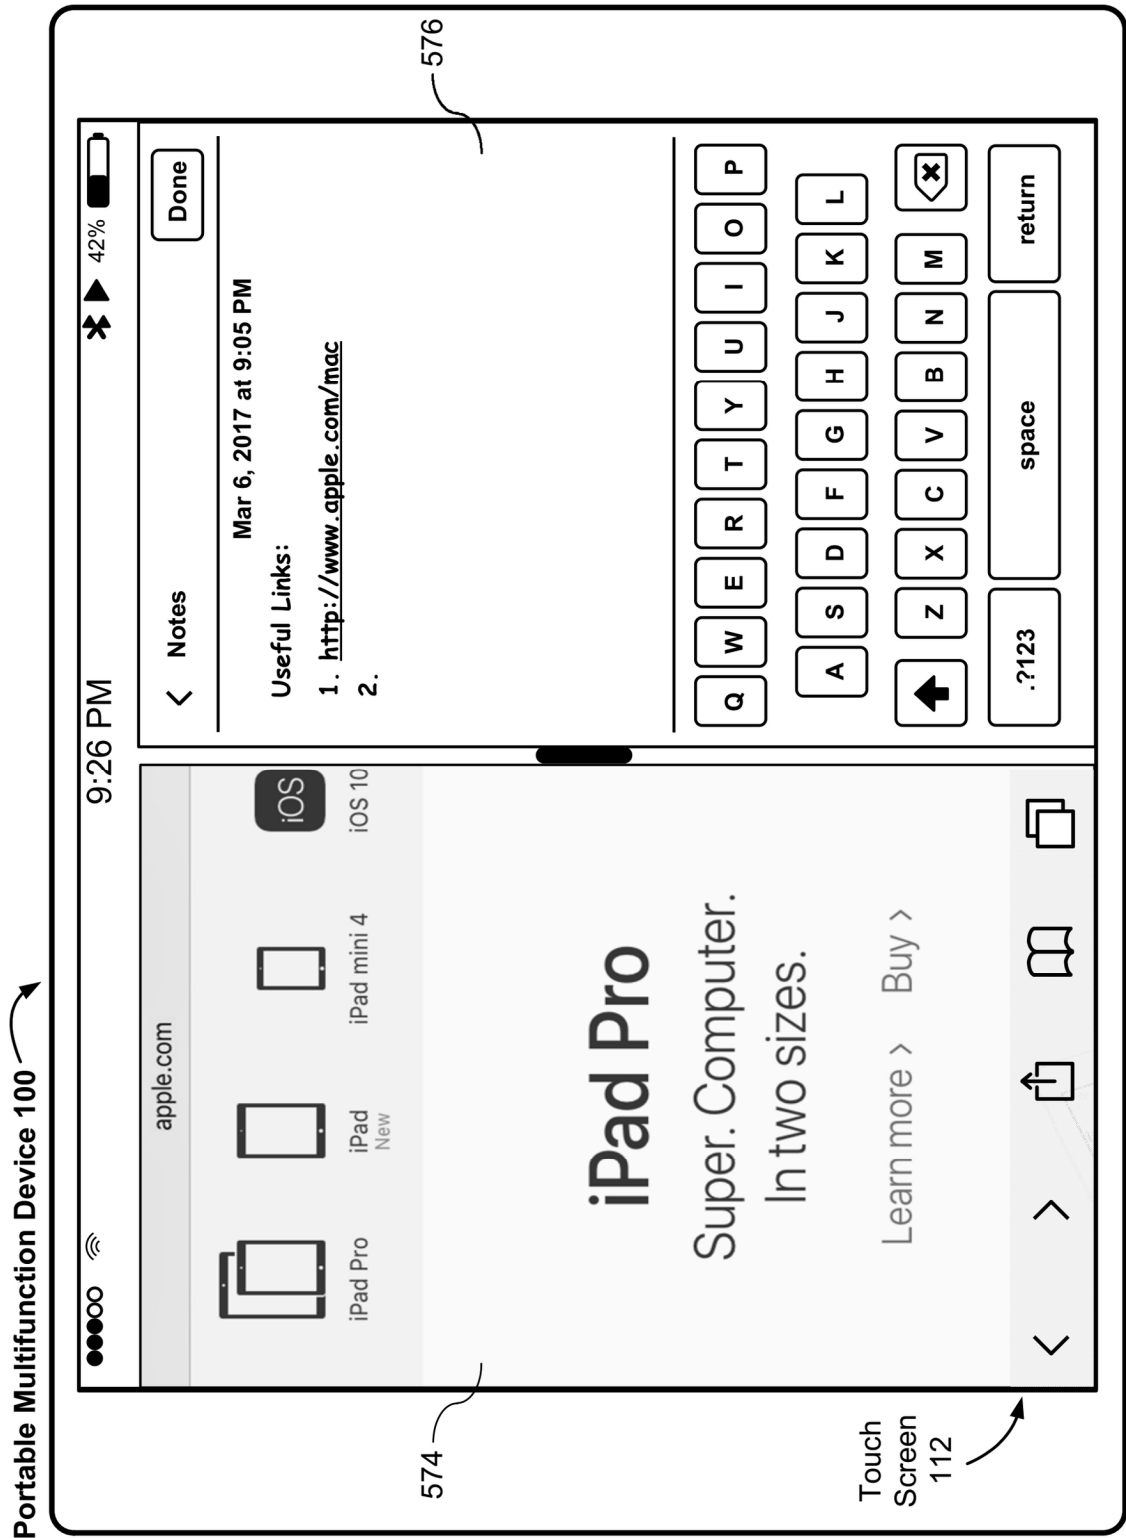 Portable Multifunction Device 100
9:26 PM
42%
apple.com
iPad Pro
iPad
New
iPad mini 4
iOS
iOS 10
iPad Pro
Super. Computer.
In two sizes.
Learn more > Buy >
574
Touch
Screen
112
< Notes
Done
Mar 6, 2017 at 9:05 PM
Useful Links:
1. http://www.apple.com/mac
2.
Q W E R T Y U I O P
A S D F G H J K L
Z X C V B N M
.?123 space return
576